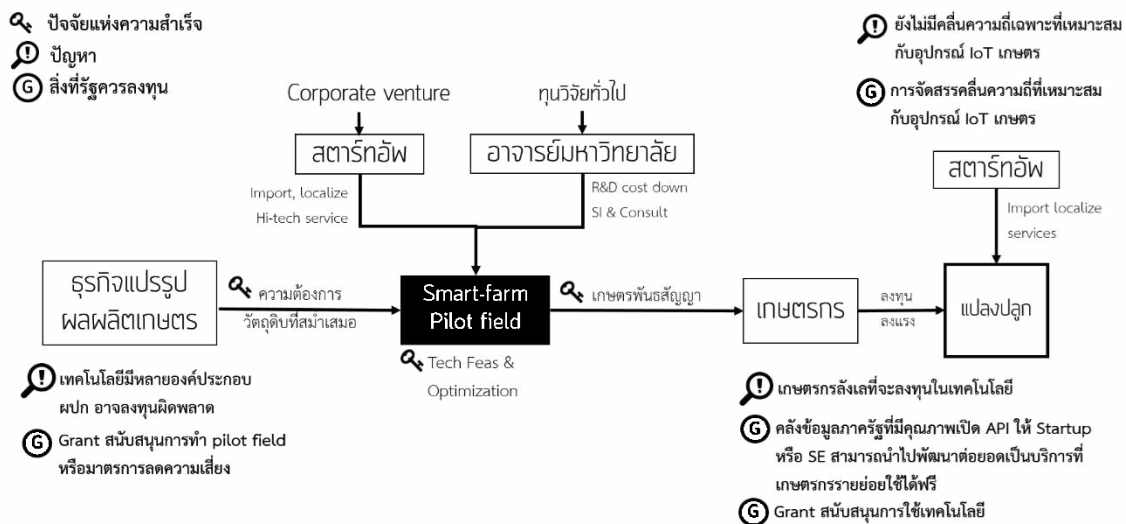 ปัจจัยแห่งความสำเร็จ
ปัญหา
G สิ่งที่รัฐควรลงทุน
ยังไม่มีคลื่นความถี่เฉพาะที่เหมาะสม
กับอุปกรณ์ IoT เกษตร
G การจัดสรรคลื่นความถี่ที่เหมาะสม
กับอุปกรณ์ IoT เกษตร
Corporate venture
ทุนวิจัยทั่วไป
สตาร์ทอัพ
อาจารย์มหาวิทยาลัย
สตาร์ทอัพ
Import, localize
Hi-tech service
R&D cost down
SI & Consult
Import localize
services
ธุรกิจแปรรูป
ผลผลิตเกษตร
ความต้องการ
วัตถุดิบที่สม่ำเสมอ
Smart-farm
Pilot field
เกษตรพันธสัญญา
เกษตรกร
ลงทุน
ลงแรง
แปลงปลูก
Tech Feas &
Optimization
เทคโนโลยีมีหลายองค์ประกอบ
ผปก อาจลงทุนผิดพลาด
G Grant สนับสนุนการทำ pilot field
หรือมาตรการลดความเสี่ยง
เกษตรกรลังเลที่จะลงทุนในเทคโนโลยี
G คลังข้อมูลภาครัฐที่มีคุณภาพเปิด API ให้ Startup
หรือ SE สามารถนำไปพัฒนาต่อยอดเป็นบริการที่
เกษตรกรรายย่อยใช้ได้ฟรี
G Grant สนับสนุนการใช้เทคโนโลยี